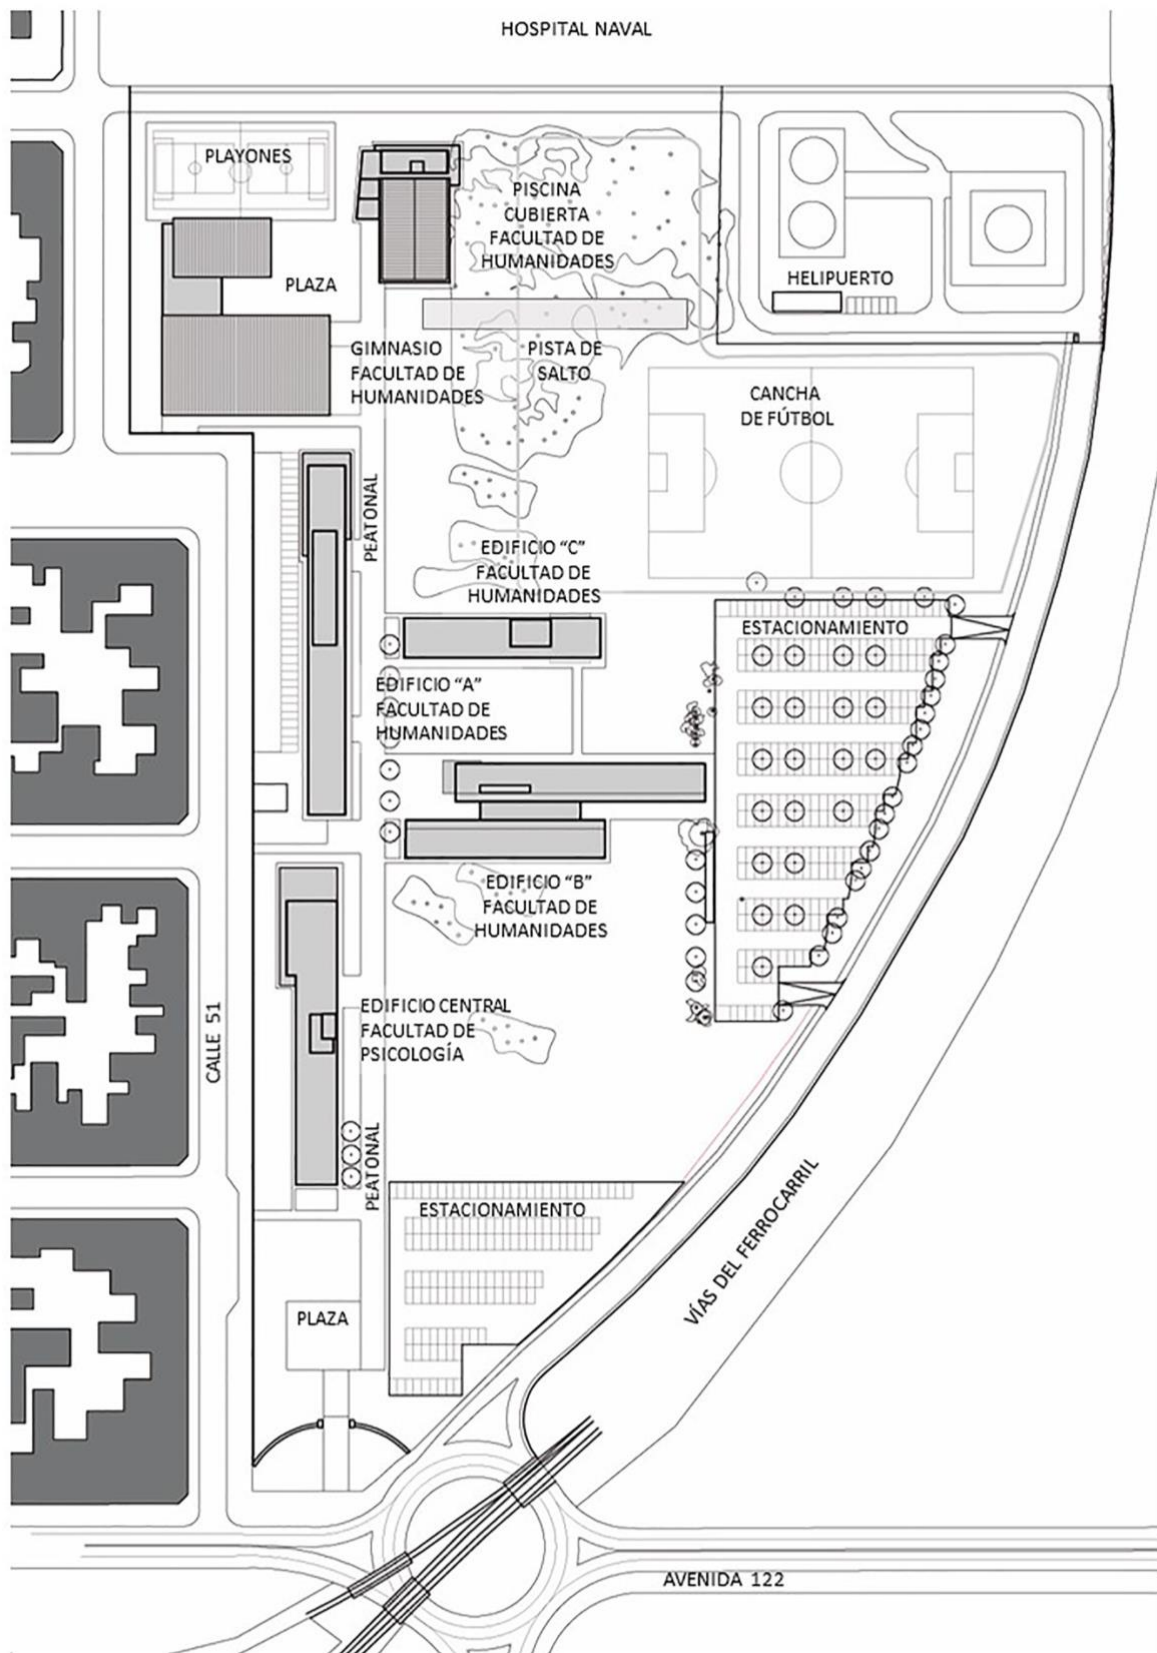 HOSPITAL NAVAL
PLAYONES
PISCINA
CUBIERTA
FACULTAD DE
HUMANIDADES
PLAZA
HELIPUERTO
GIMNASIO
FACULTAD DE
HUMANIDADES
PISTA DE
SALTO
CANCHA
DE FÚTBOL
PEATONAL
EDIFICIO "C"
FACULTAD DE
HUMANIDADES
ESTACIONAMIENTO
EDIFICIO "A"
FACULTAD DE
HUMANIDADES
EDIFICIO "B"
FACULTAD DE
HUMANIDADES
EDIFICIO CENTRAL
FACULTAD DE
PSICOLOGÍA
CALLE 51
PEATONAL
ESTACIONAMIENTO
VÍAS DEL FERROCARRIL
PLAZA
AVENIDA 122